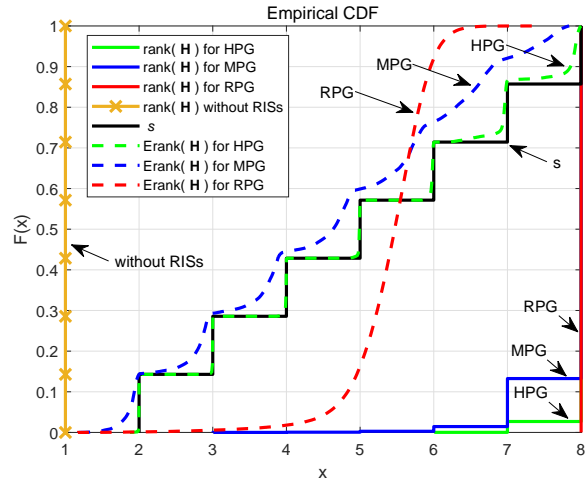 Empirical CDF
1
0.9
0.8
0.7
0.6
0.5
0.4
0.3
0.2
0.1
0
F(x)
rank( H ) for HPG
rank( H ) for MPG
rank( H ) for RPG
rank( H ) without RISs
s
Erank( H ) for HPG
Erank( H ) for MPG
Erank( H ) for RPG
HPG
MPG
RPG
s
without RISs
RPG
MPG
HPG
1 2 3 4 5 6 7 8
x